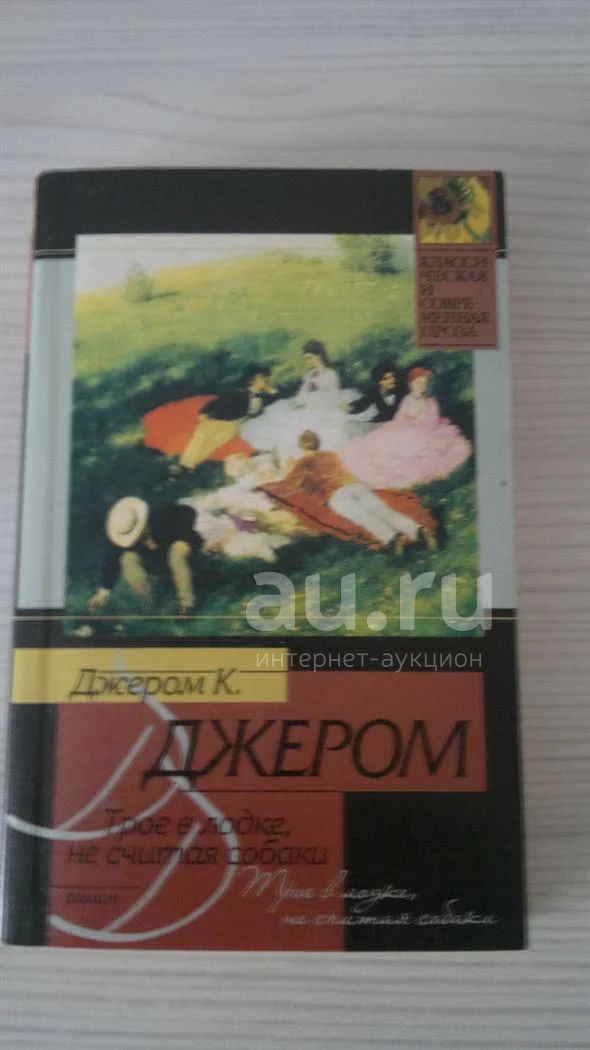 КЛАССИ-
ЧЕСКАЯ
И
СОВРЕ-
МЕННАЯ
ПРОЗА
au.ru
интернет-аукцион
Джером К.
ДЖЕРОМ
Трое в лодке,
не считая собаки
роман
Трое в лодке,
не считая собаки